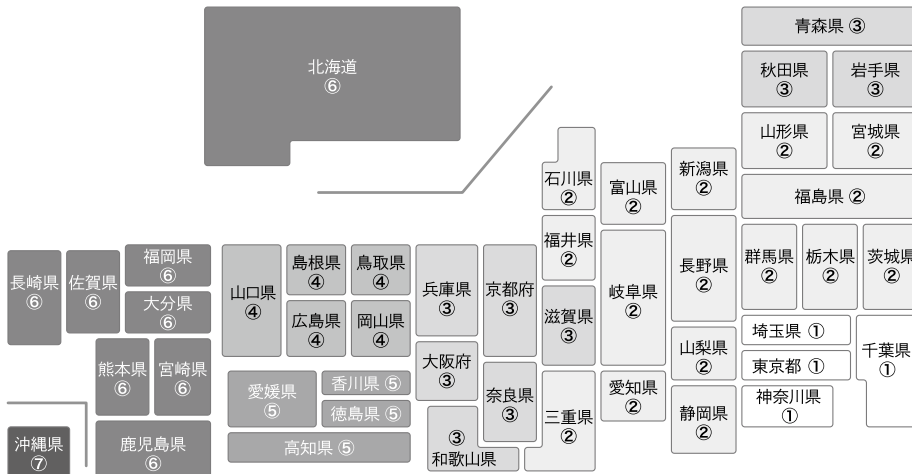 青森県 ③
北海道
⑥
秋田県
③
岩手県
③
山形県
②
宮城県
②
石川県
②
富山県
②
新潟県
②
福島県 ②
長崎県
⑥
佐賀県
⑥
福岡県
⑥
大分県
⑥
山口県
④
島根県
④
鳥取県
④
広島県
④
岡山県
④
兵庫県
③
京都府
③
福井県
②
滋賀県
③
岐阜県
②
長野県
②
群馬県
②
栃木県
②
茨城県
②
熊本県
⑥
宮崎県
⑥
愛媛県
⑤
香川県 ⑤
徳島県 ⑤
高知県 ⑤
大阪府
③
奈良県
③
③
和歌山県
三重県
②
愛知県
②
山梨県
②
静岡県
②
埼玉県 ①
東京都 ①
神奈川県
①
千葉県
①
沖縄県
⑦
鹿児島県
⑥